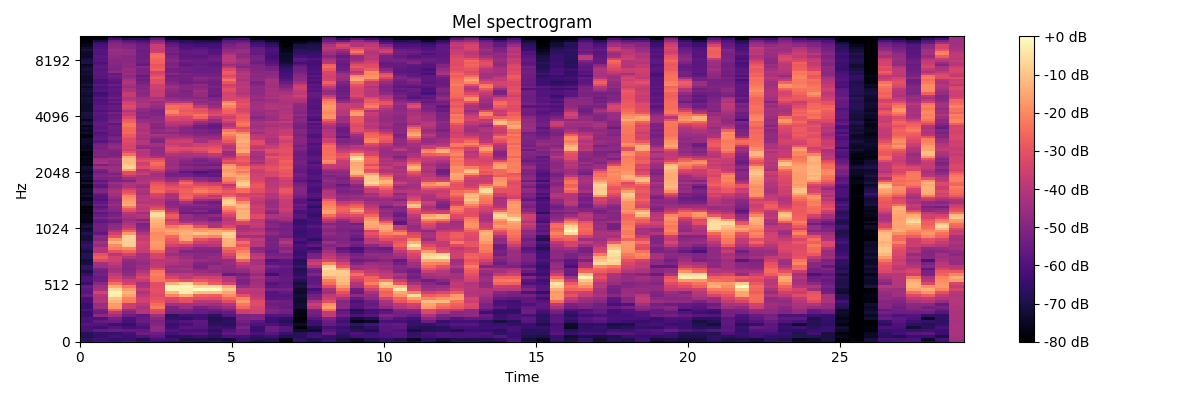 Mel spectrogram
8192
4096
2048
1024
512
0
Hz
0 5 10 15 20 25
Time
+0 dB
-10 dB
-20 dB
-30 dB
-40 dB
-50 dB
-60 dB
-70 dB
-80 dB